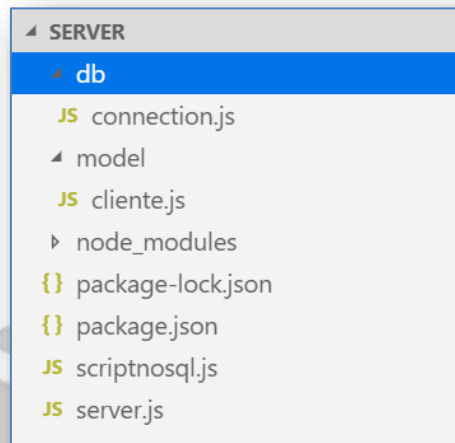 SERVER
db
JS connection.js
model
JS cliente.js
node_modules
{} package-lock.json
{} package.json
JS scriptnosql.js
JS server.js